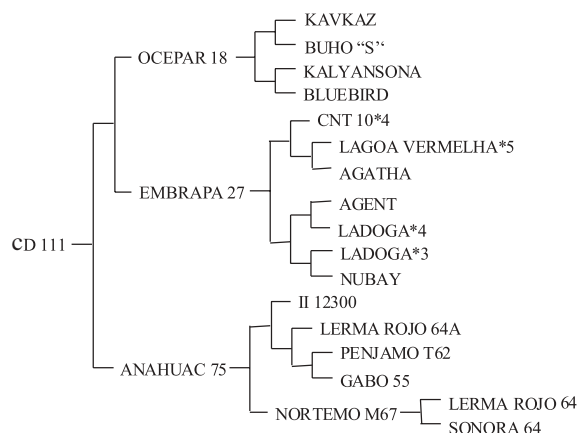 KAVKAZ
BUHO “S“
OCEPAR 18
KALYANSONA
BLUEBIRD
CNT 10*4
LAGOA VERMELHA*5
AGATHA
EMBRAPA 27
AGENT
LADOGA*4
CD 111
LADOGA*3
NUBAY
II 12300
LERMA ROJO 64A
PENJAMO T62
ANAHUAC 75
GABO 55
LERMA ROJO 64
NORTEMO M67
SONORA 64